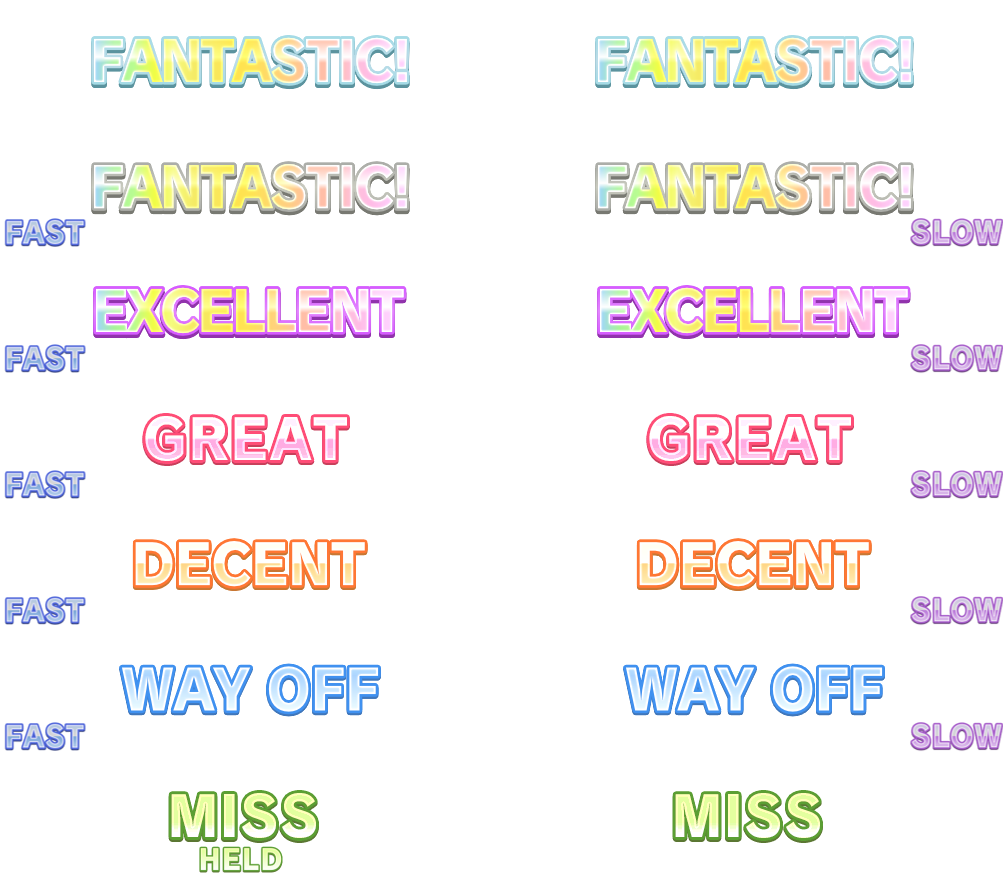 FANTASTIC! FANTASTIC!
FANTASTIC! FANTASTIC!
FAST SLOW
EXCELLENT EXCELLENT
FAST SLOW
GREAT GREAT
FAST SLOW
DECENT DECENT
FAST SLOW
WAY OFF WAY OFF
FAST SLOW
MISS MISS
HELD